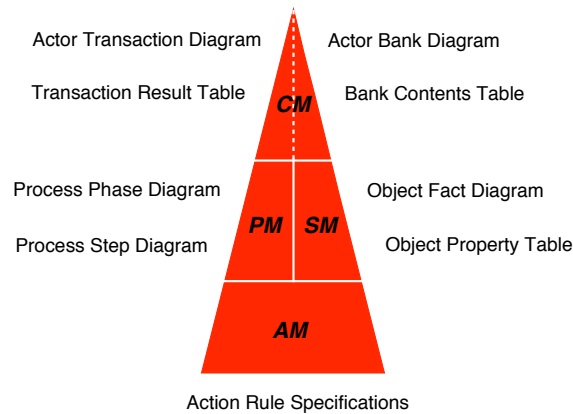 Actor Transaction Diagram
Actor Bank Diagram
Transaction Result Table
CM
Bank Contents Table
Process Phase Diagram
Object Fact Diagram
PM
SM
Process Step Diagram
Object Property Table
AM
Action Rule Specifications